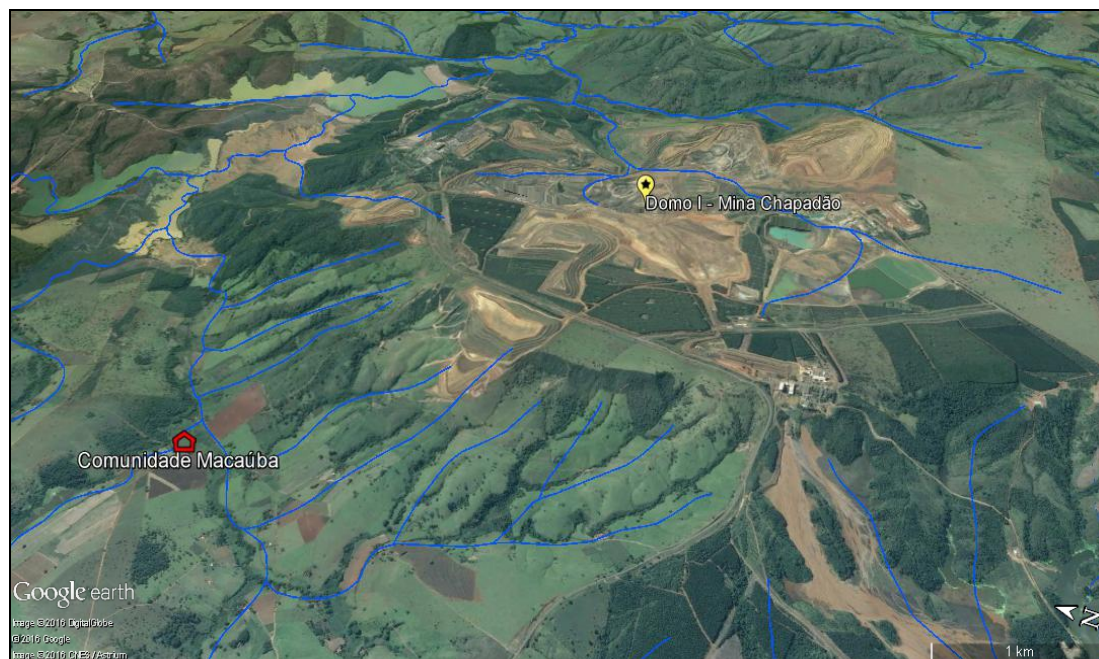 Domo I - Mina Chapadão
Comunidade Macaúba
Google earth
Image © 2016 DigitalGlobe
© 2016 Google
Image © 2016 CNES / Astrium
N
1 km